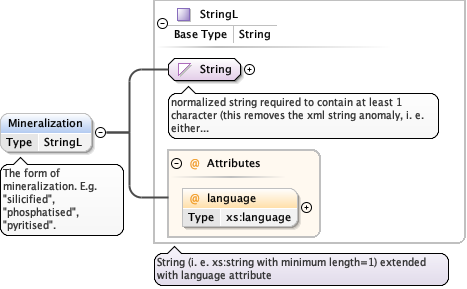 StringL
Base Type String
String
normalized string required to contain at least 1
character (this removes the xml string anomaly, i. e.
either...
Mineralization
Type StringL
The form of
mineralization. E.g.
"silicified",
"phosphatised",
"pyritised".
@ Attributes
@ language
Type xs:language
String (i. e. xs:string with minimum length=1) extended
with language attribute